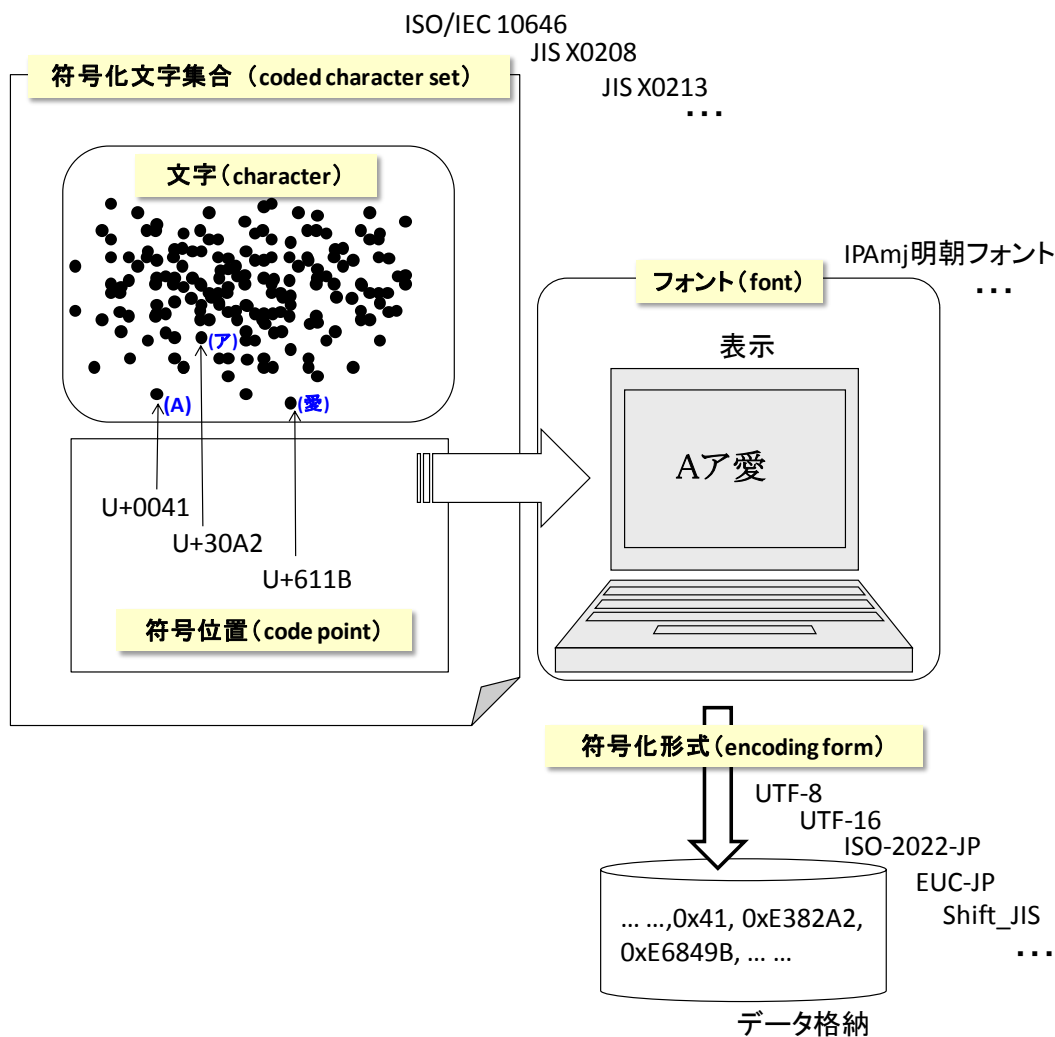 ISO/IEC 10646
JIS X0208
JIS X0213
・・・
符号化文字集合 (coded character set)
文字(character)
(ア)
(A)
(愛)
U+0041
U+30A2
U+611B
符号位置(code point)
IPAmj明朝フォント
・・・
フォント(font)
表示
Aア愛
符号化形式(encoding form)
UTF-8
UTF-16
ISO-2022-JP
EUC-JP
Shift_JIS
・・・
... ...,0x41, 0xE382A2,
0xE6849B, ... ...
データ格納